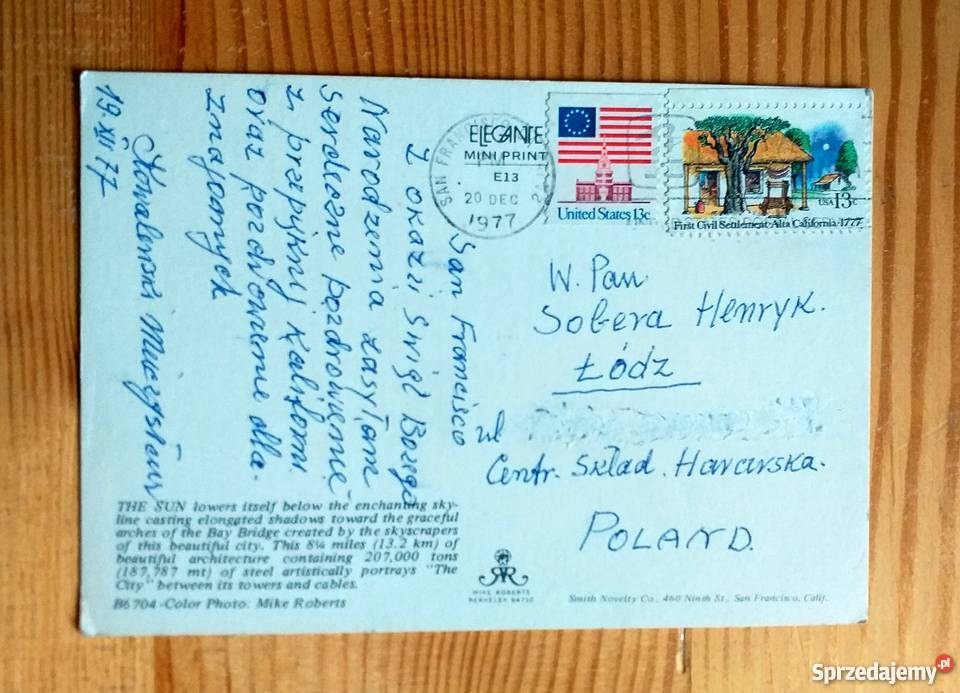 San Francisco
Z okazji Świąt Bożego
Narodzenia zasyłam
serdeczne pozdrowienie
z przepięknej Kaliforni
oraz pozdrowienie dla
znajomych
Kowalenski Mieczysław
19.XII 77
ELEGANTE
MINI PRINT
E13
SAN FRANCISCO
20 DEC
1977
United States 13c
USA 13c
First Civil Settlement-Alta California-1777
W. Pan
Sobera Henryk.
Łódź
ul
Centr. Skład. Harcerska.
POLAND.
THE SUN lowers itself below the enchanting sky-
line casting elongated shadows toward the graceful
arches of the Bay Bridge created by the skyscrapers
of this beautiful city. This 8¼ miles (13.2 km) of
beautiful architecture containing 207,000 tons
(187,787 mt) of steel artistically portrays "The
City" between its towers and cables.
B6704-Color Photo: Mike Roberts
MIKE ROBERTS
BERKELEY 94710
Smith Novelty Co., 460 Ninth St., San Francisco, Calif.
Sprzedajemy.pl